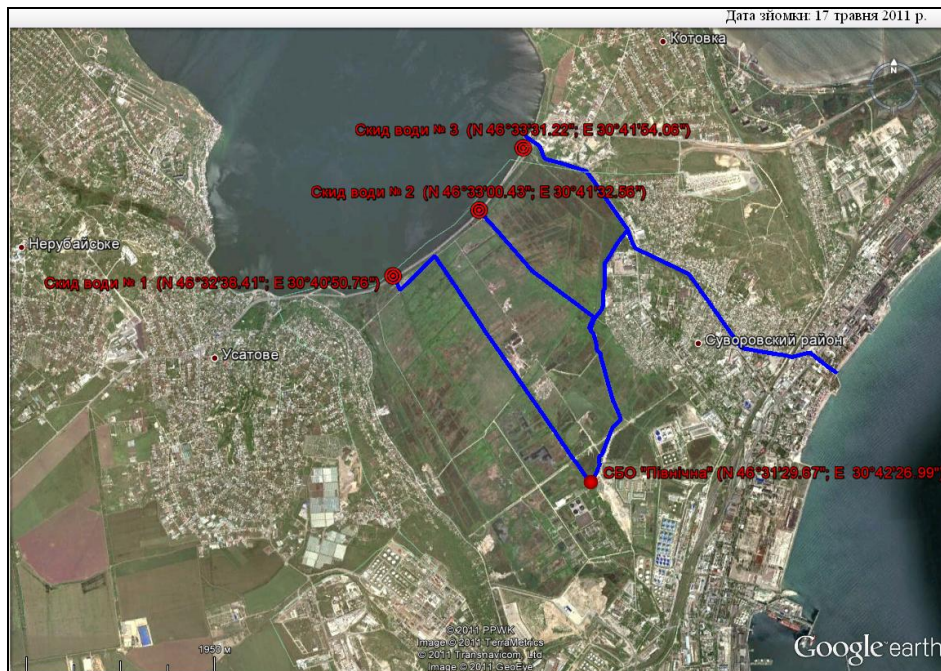 Дата зйомки: 17 травня 2011 р.
Котовка
N
Скид води № 3 (N 46°33'31.22"; E 30°41'54.06")
Скид води № 2 (N 46°33'00.43"; E 30°41'32.56")
Нерубайське
Скид води № 1 (N 46°32'38.41"; E 30°40'50.76")
Суворовский район
Усатове
СБО "Північна" (N 46°31'29.67"; E 30°42'26.99"
© 2011 PPWK
Image © 2011 TerraMetrics
© 2011 Transnavicom, Ltd.
Image © 2011 GeoEye
1950 м
Google earth